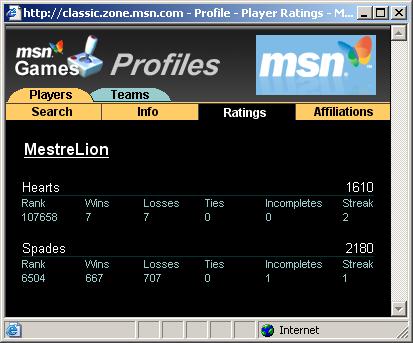 http://classic.zone.msn.com - Profile - Player Ratings - M...
msn
Games Profiles
msn
Players Teams
Search Info Ratings Affiliations
MestreLion
Hearts 1610
Rank Wins Losses Ties Incompletes Streak
107658 7 7 0 0 2
Spades 2180
Rank Wins Losses Ties Incompletes Streak
6504 667 707 0 1 1
Internet